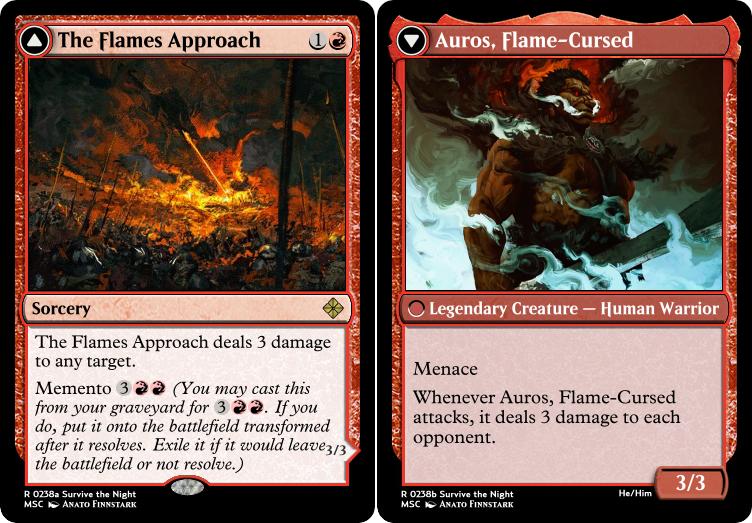 The Flames Approach 1
Sorcery
The Flames Approach deals 3 damage
to any target.
Memento 3 (You may cast this
from your graveyard for 3. If you
do, put it onto the battlefield transformed
after it resolves. Exile it if it would leave
the battlefield or not resolve.)
3/3
R 0238a Survive the Night
MSC Anato Finnstark
Auros, Flame-Cursed
Legendary Creature — Human Warrior
Menace
Whenever Auros, Flame-Cursed
attacks, it deals 3 damage to each
opponent.
3/3
R 0238b Survive the Night
He/Him
MSC Anato Finnstark